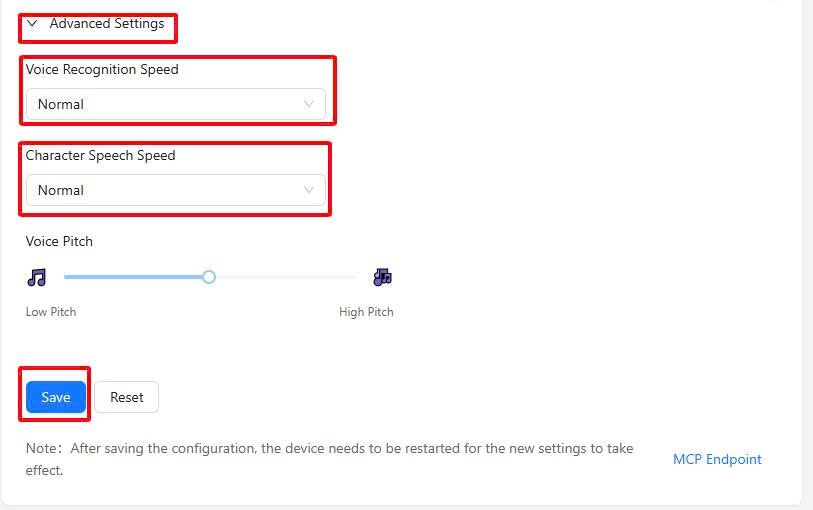 Advanced Settings
Voice Recognition Speed
Normal
Character Speech Speed
Normal
Voice Pitch
Low Pitch
High Pitch
Save
Reset
Note： After saving the configuration, the device needs to be restarted for the new settings to take
effect.
MCP Endpoint